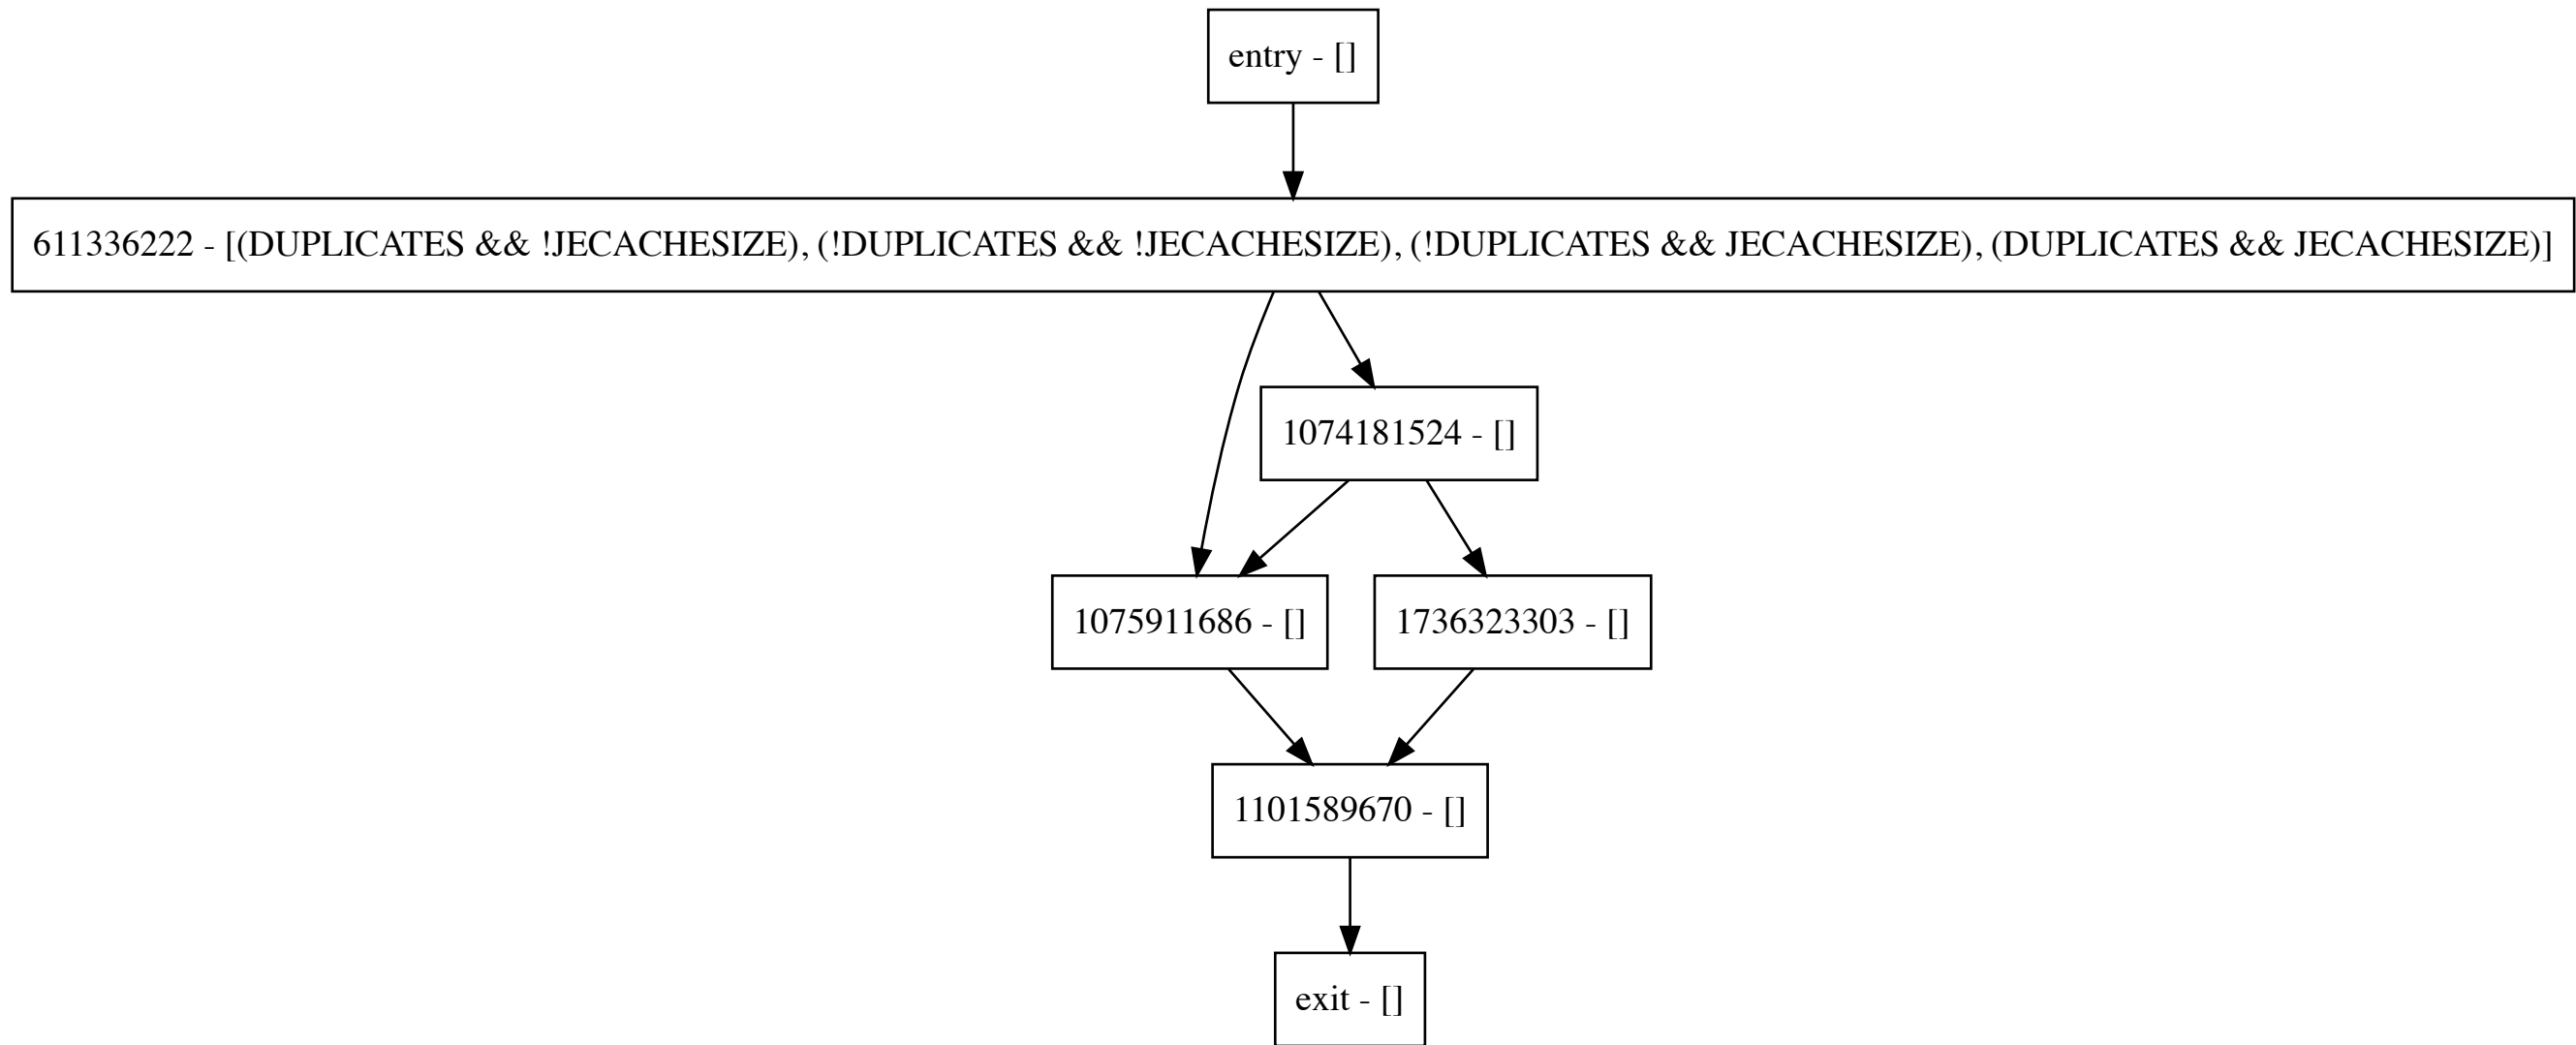 entry - []
611336222 - [(DUPLICATES && !JECACHESIZE), (!DUPLICATES && !JECACHESIZE), (!DUPLICATES && JECACHESIZE), (DUPLICATES && JECACHESIZE)]
1074181524 - []
1075911686 - []
1736323303 - []
1101589670 - []
exit - []